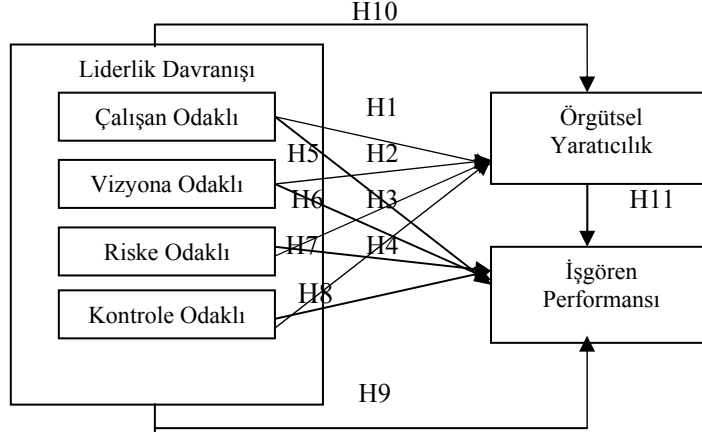 H10
Liderlik Davranışı
Çalışan Odaklı
H1
Örgütsel
Yaratıcılık
H5
H2
Vizyona Odaklı
H6
H3
H11
Riske Odaklı
H7
H4
İşgören
Performansı
H8
Kontrole Odaklı
H9